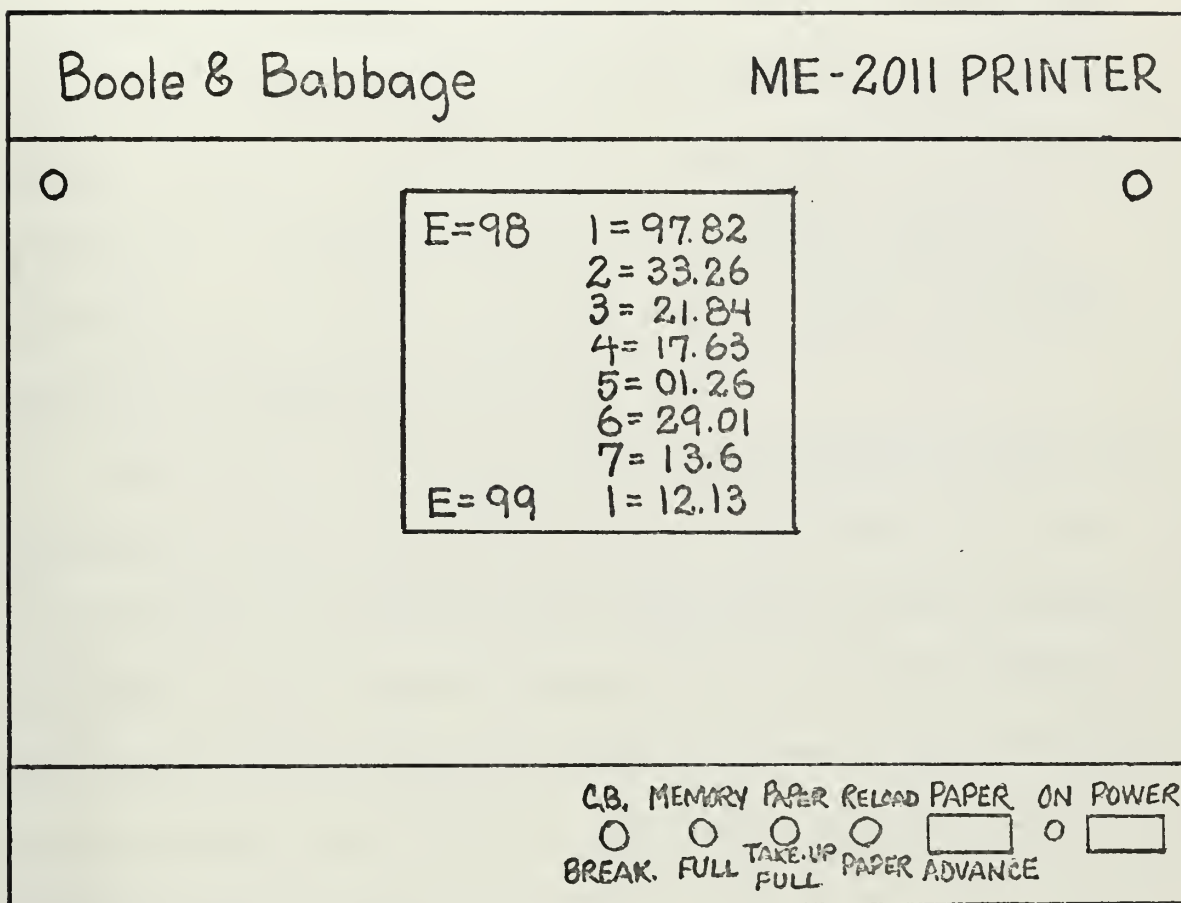 Boole & Babbage ME-2011 PRINTER
E=98 1 = 97.82
2 = 33.26
3 = 21.84
4 = 17.63
5 = 01.26
6 = 29.01
7 = 13.6
E=99 1 = 12.13
C.B. MEMORY PAPER RELOAD PAPER ON POWER
BREAK. FULL TAKE-UP FULL PAPER ADVANCE